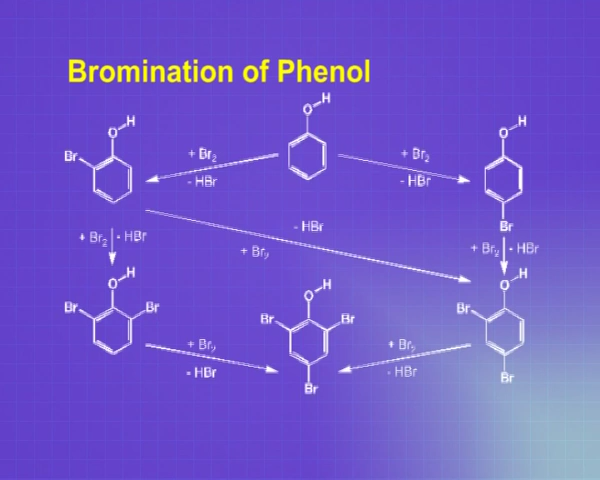 Bromination of Phenol
O H
O H
O H
Br
+ Br2
- HBr
+ Br2
- HBr
Br
+ Br2 - HBr
- HBr
+ Br2
+ Br2 - HBr
O H
O H
O H
Br Br
Br Br
Br
+ Br2
- HBr
+ Br2
- HBr
Br
Br